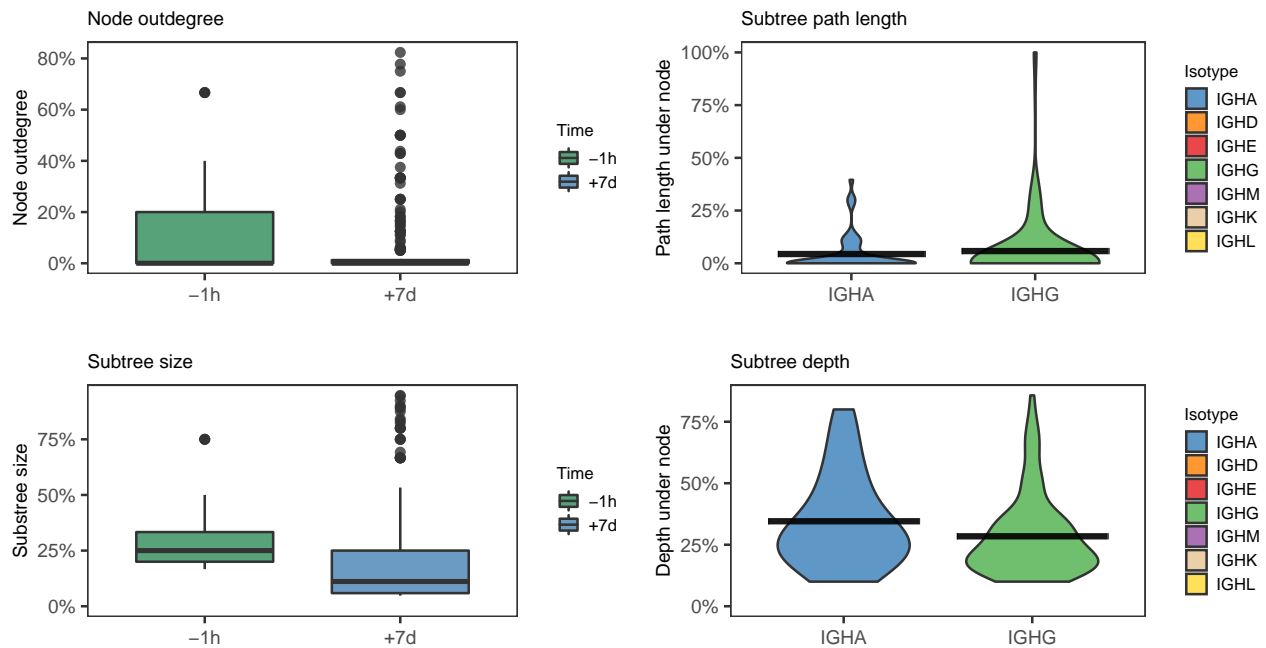 Node outdegree
Node outdegree
80%
60%
40%
20%
0%
−1h
+7d
Time
−1h
+7d
Subtree path length
Path length under node
100%
75%
50%
25%
0%
IGHA
IGHG
Isotype
IGHA
IGHD
IGHE
IGHG
IGHM
IGHK
IGHL
Subtree size
Substree size
75%
50%
25%
0%
−1h
+7d
Time
−1h
+7d
Subtree depth
Depth under node
75%
50%
25%
0%
IGHA
IGHG
Isotype
IGHA
IGHD
IGHE
IGHG
IGHM
IGHK
IGHL